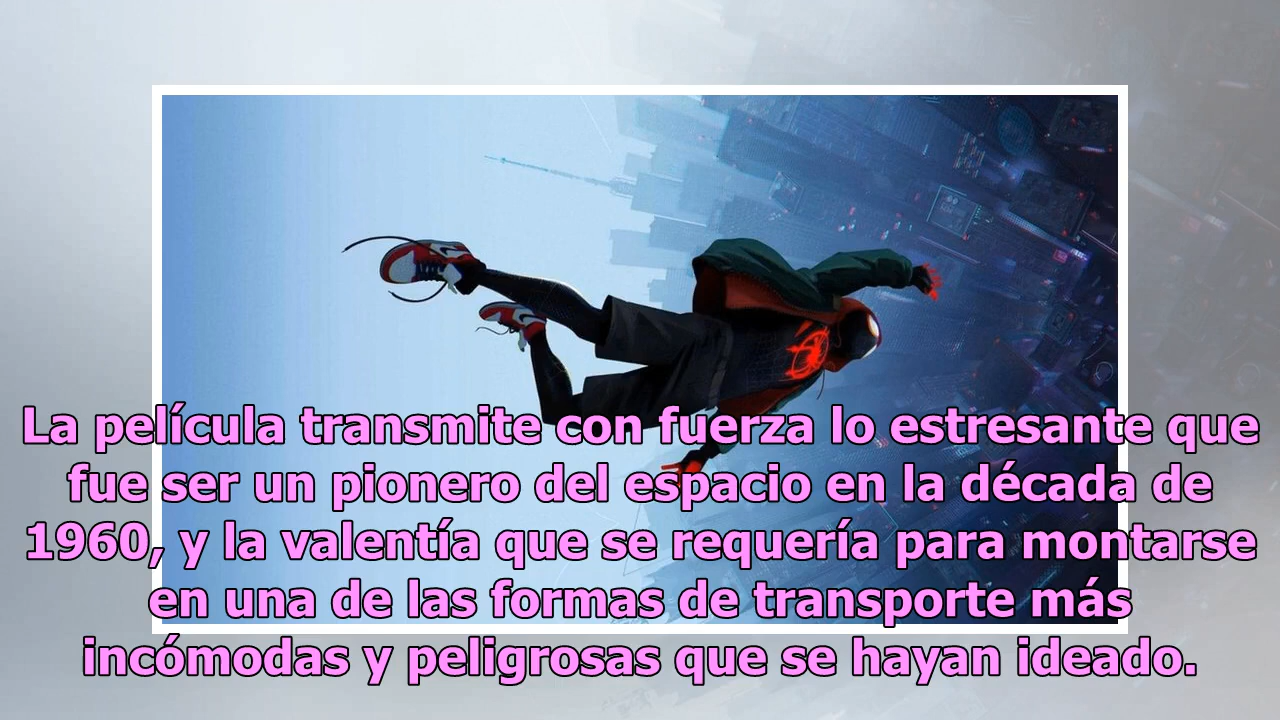 La película transmite con fuerza lo estresante que
fue ser un pionero del espacio en la década de
1960, y la valentía que se requería para montarse
en una de las formas de transporte más
incómodas y peligrosas que se hayan ideado.